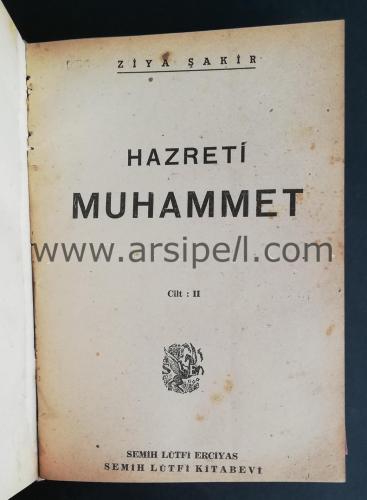 ZİYA ŞAKİR
HAZRETİ
MUHAMMET
www.arsipell.com
Cilt : II
SEMİH LÛTFİ ERCİYAS
SEMİH LÛTFİ KİTABEVİ